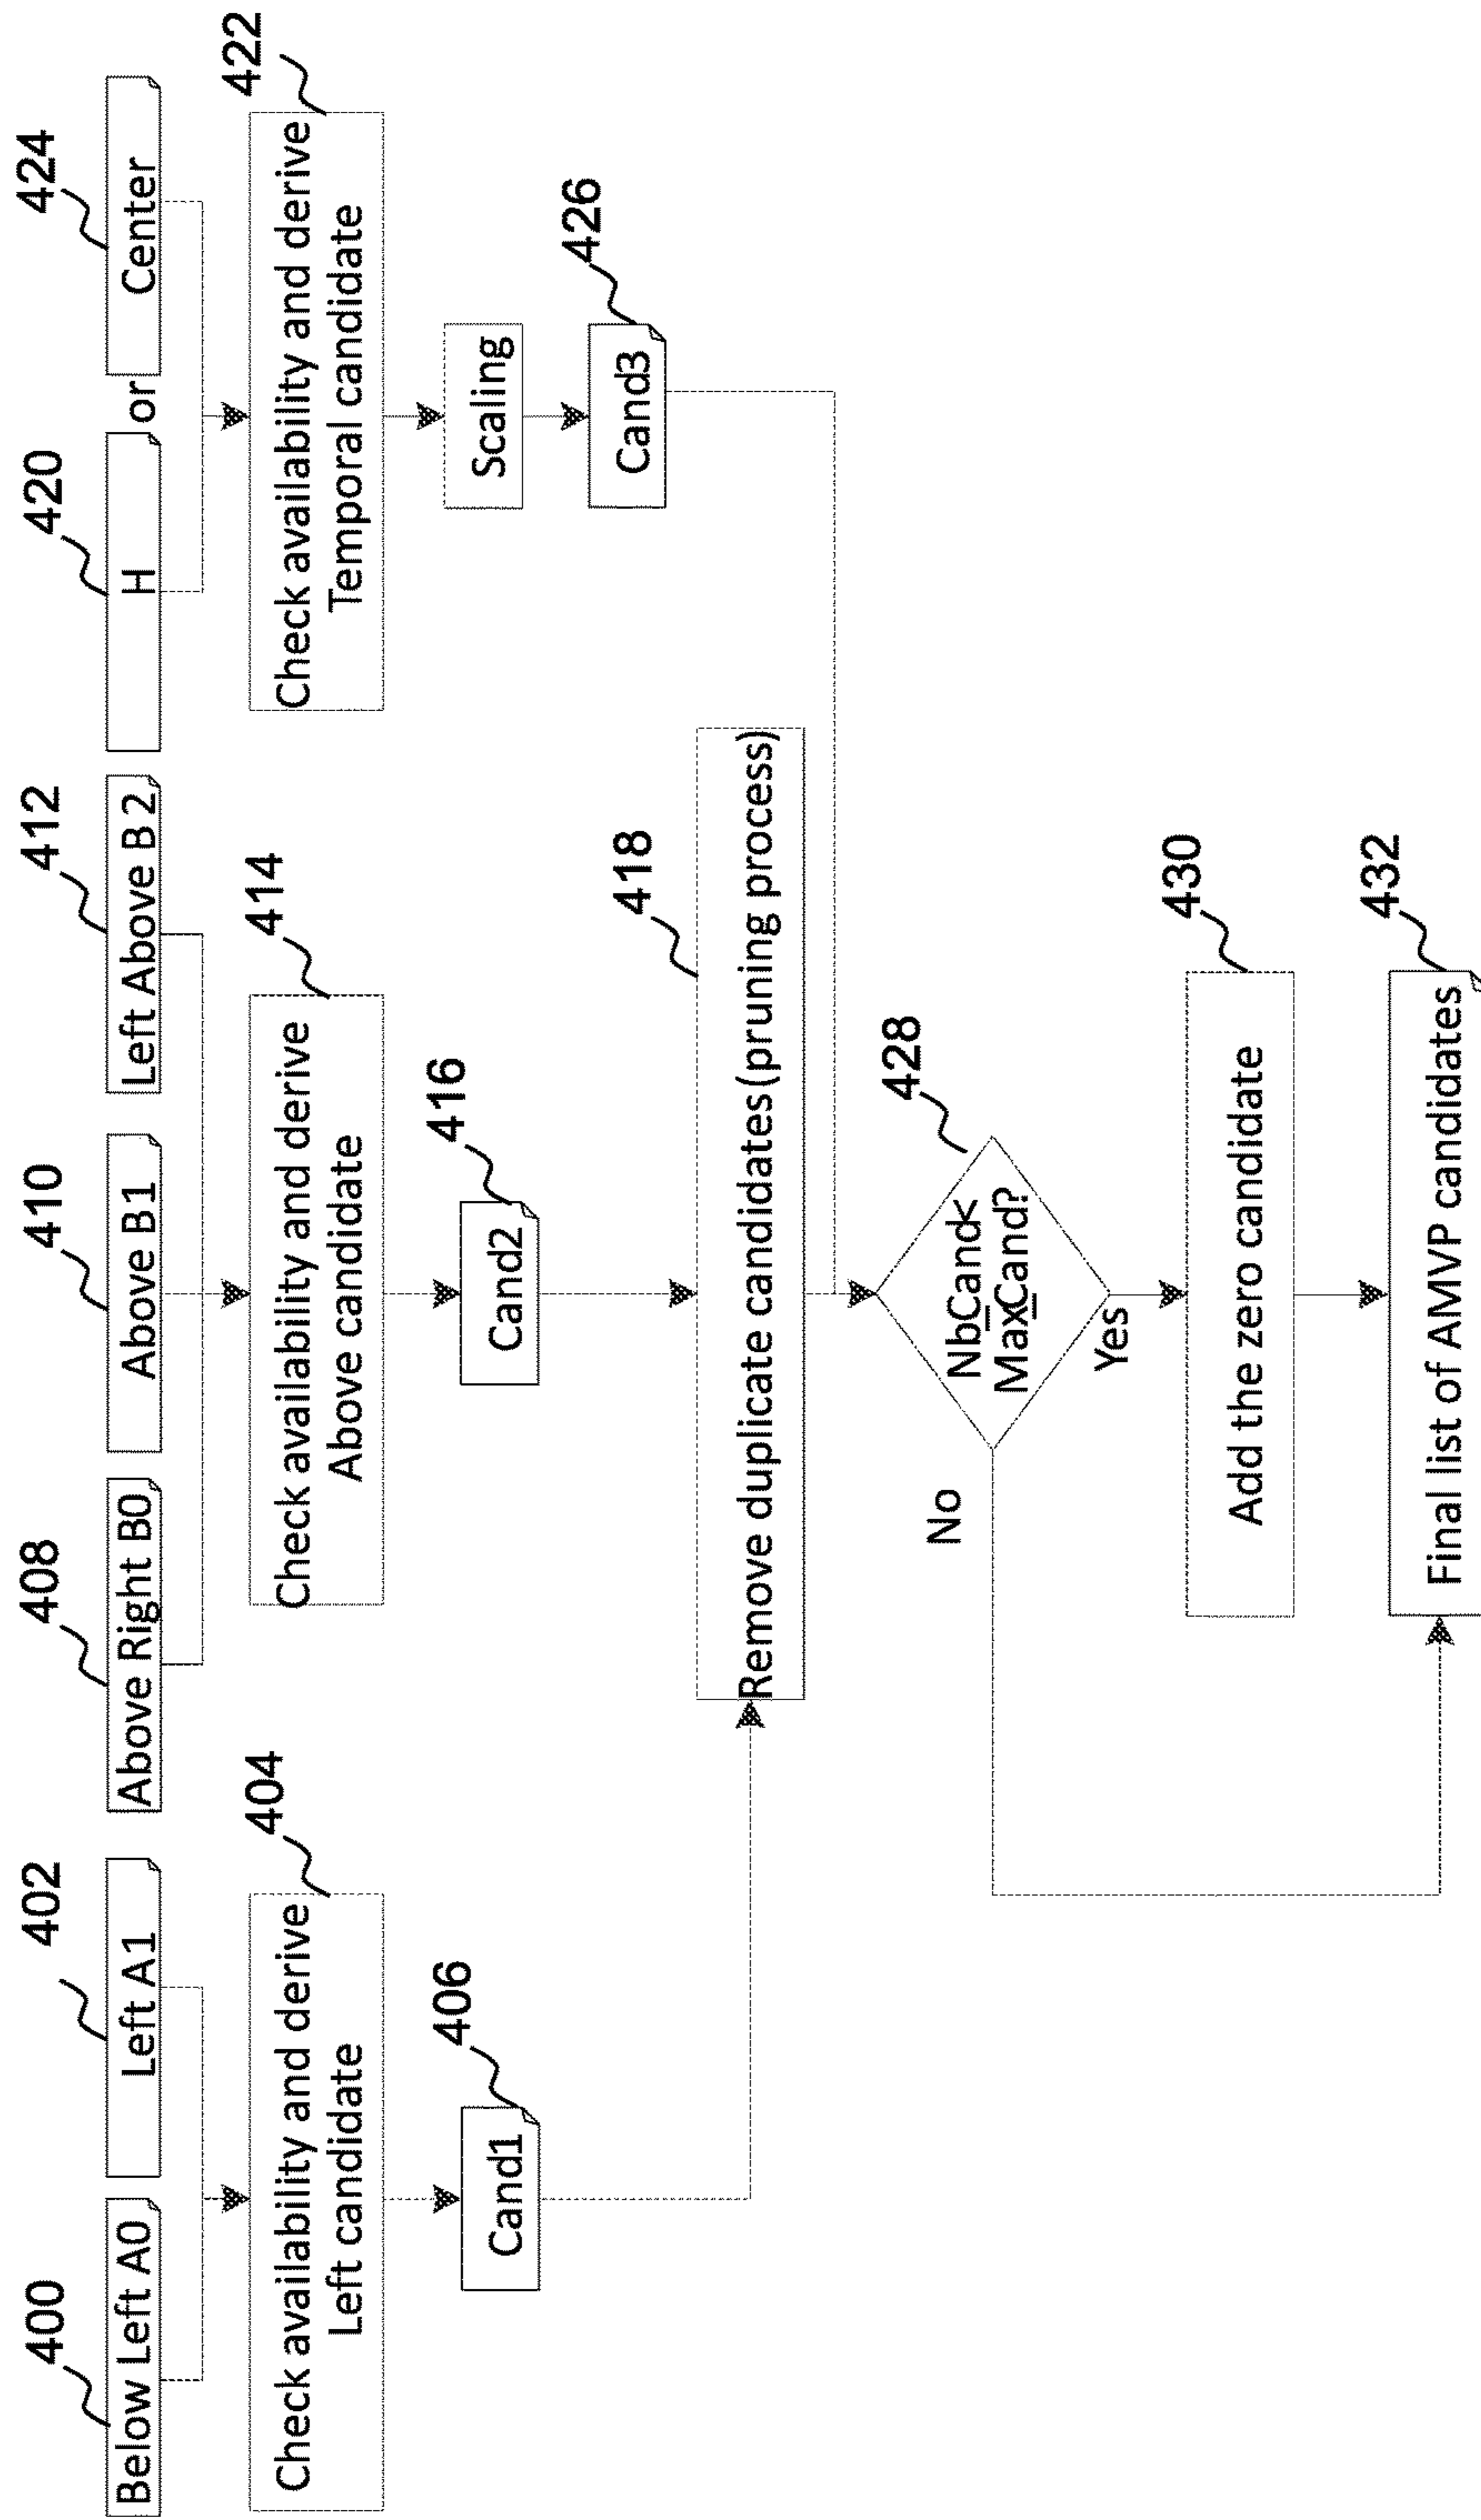 400
402
408
410
412
420
424
Below Left A0
Left A1
Above Right B0
Above B1
Left Above B2
H
or
Center
404
414
422
Check availability and derive
Left candidate
Check availability and derive
Above candidate
Check availability and derive
Temporal candidate
Scaling
406
416
426
Cand1
Cand2
Cand3
418
Remove duplicate candidates(pruning process)
428
NbCand<
MaxCand?
No
Yes
430
Add the zero candidate
432
Final list of AMVP candidates